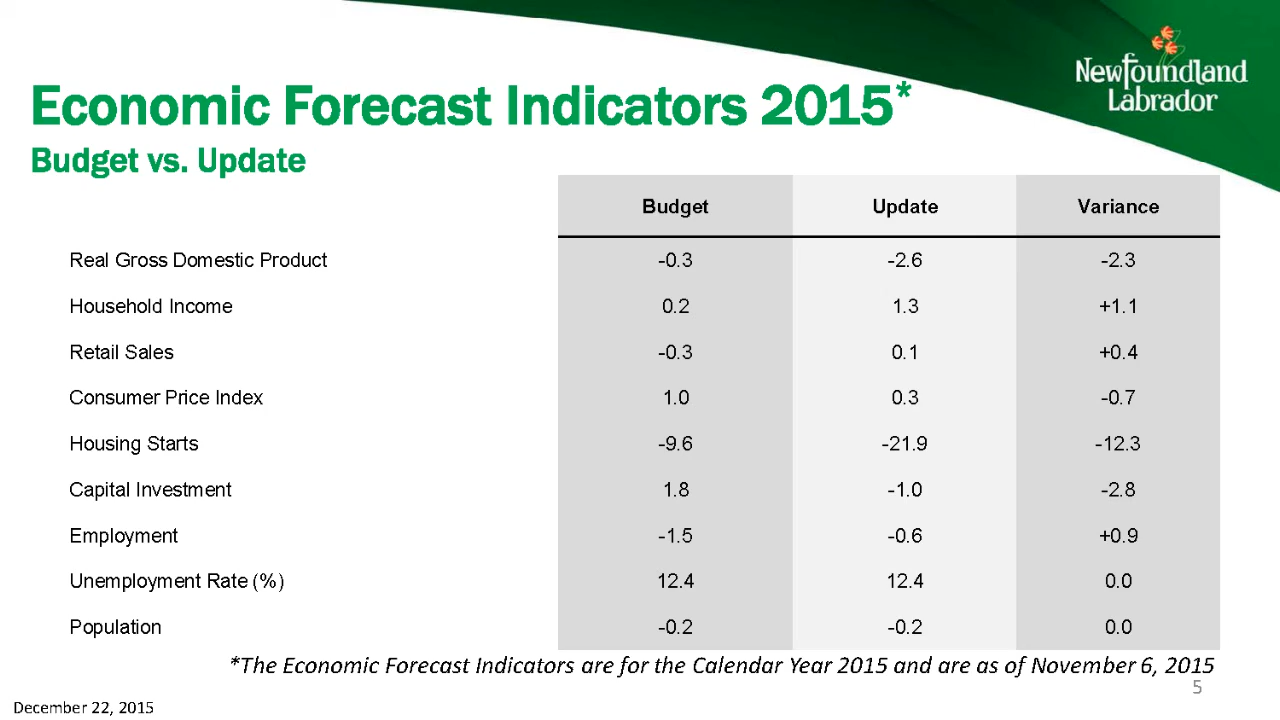 Newfoundland
Labrador
Economic Forecast Indicators 2015*
Budget vs. Update
Budget Update Variance
Real Gross Domestic Product -0.3 -2.6 -2.3
Household Income 0.2 1.3 +1.1
Retail Sales -0.3 0.1 +0.4
Consumer Price Index 1.0 0.3 -0.7
Housing Starts -9.6 -21.9 -12.3
Capital Investment 1.8 -1.0 -2.8
Employment -1.5 -0.6 +0.9
Unemployment Rate (%) 12.4 12.4 0.0
Population -0.2 -0.2 0.0
*The Economic Forecast Indicators are for the Calendar Year 2015 and are as of November 6, 2015
5
December 22, 2015